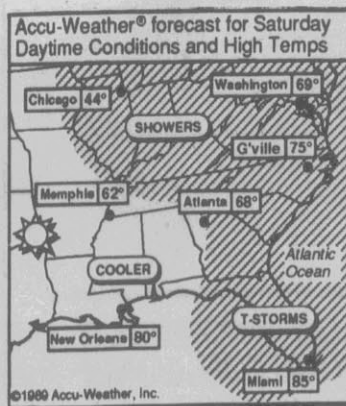 Accu-Weather® forecast for Saturday
Daytime Conditions and High Temps
Washington 69°
Chicago 44°
SHOWERS
G'ville 75°
Memphis 62°
Atlanta 68°
Atlantic
Ocean
COOLER
T-STORMS
New Orleans 80°
Miami 85°
©1989 Accu-Weather, Inc.